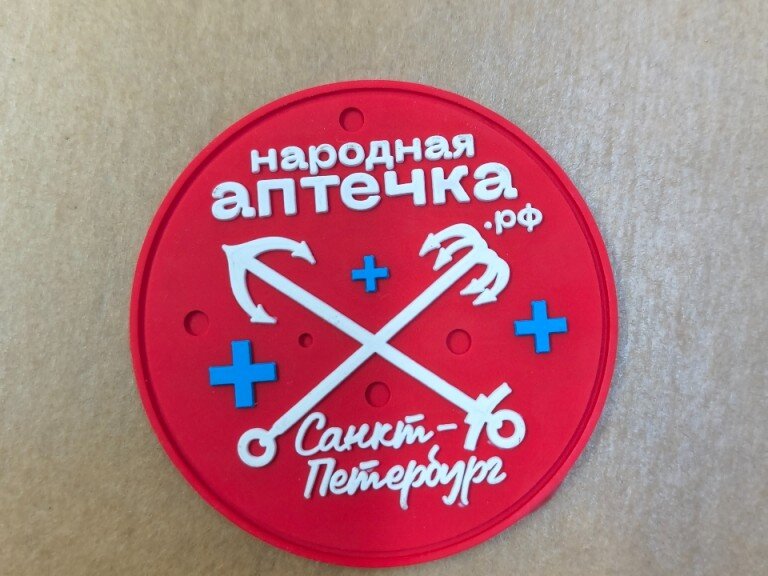 народная
аптечка
.рф
Санкт-
Петербург